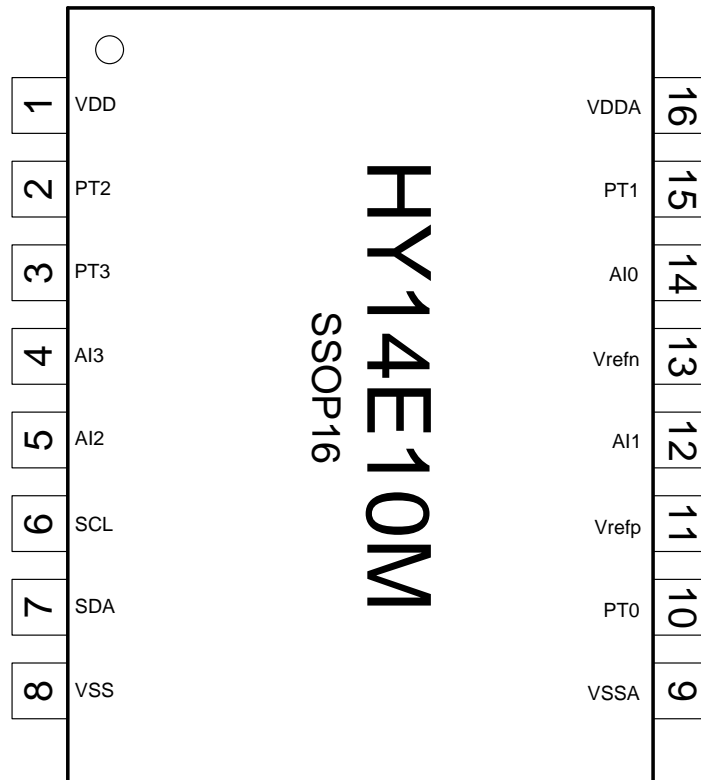 1 VDD
2 PT2
3 PT3
4 AI3
5 AI2
6 SCL
7 SDA
8 VSS
HY14E10M
SSOP16
VDDA 16
PT1 15
AI0 14
Vrefn 13
AI1 12
Vrefp 11
PT0 10
VSSA 9